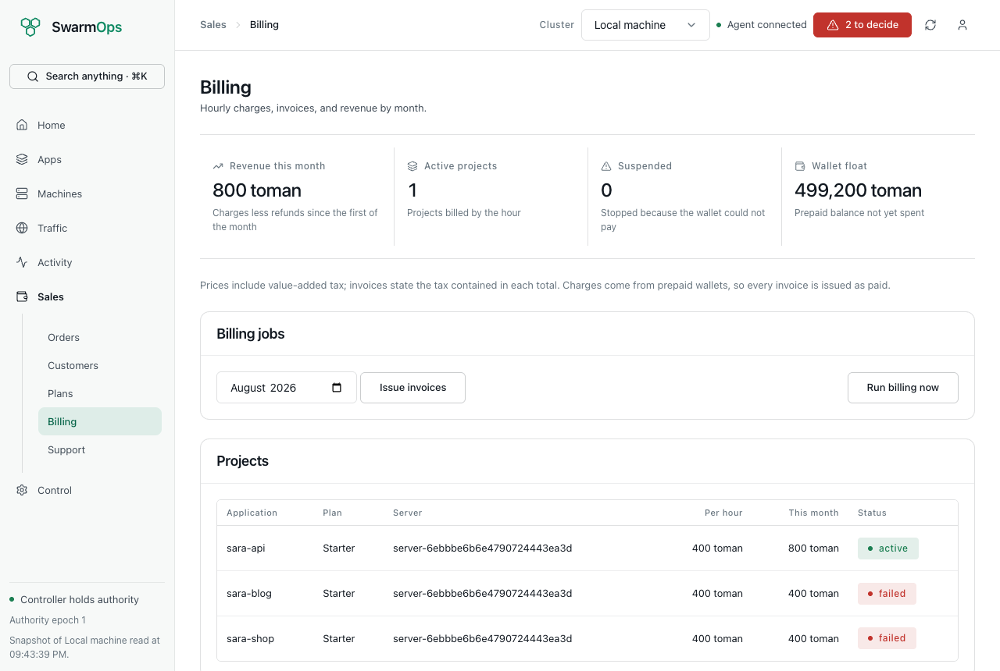 SwarmOps
Search anything · ⌘K
Home
Apps
Machines
Traffic
Activity
Sales
Orders
Customers
Plans
Billing
Support
Control
Controller holds authority
Authority epoch 1
Snapshot of Local machine read at
09:43:39 PM.
Sales > Billing
Cluster
Local machine
Agent connected
2 to decide
Billing
Hourly charges, invoices, and revenue by month.
Revenue this month
800 toman
Charges less refunds since the first of
the month
Active projects
1
Projects billed by the hour
Suspended
0
Stopped because the wallet could not
pay
Wallet float
499,200 toman
Prepaid balance not yet spent
Prices include value-added tax; invoices state the tax contained in each total. Charges come from prepaid wallets, so every invoice is issued as paid.
Billing jobs
August 2026
Issue invoices
Run billing now
Projects
Application Plan Server Per hour This month Status
sara-api Starter server-6ebbbe6b6e4790724443ea3d 400 toman 800 toman active
sara-blog Starter server-6ebbbe6b6e4790724443ea3d 400 toman 400 toman failed
sara-shop Starter server-6ebbbe6b6e4790724443ea3d 400 toman 400 toman failed